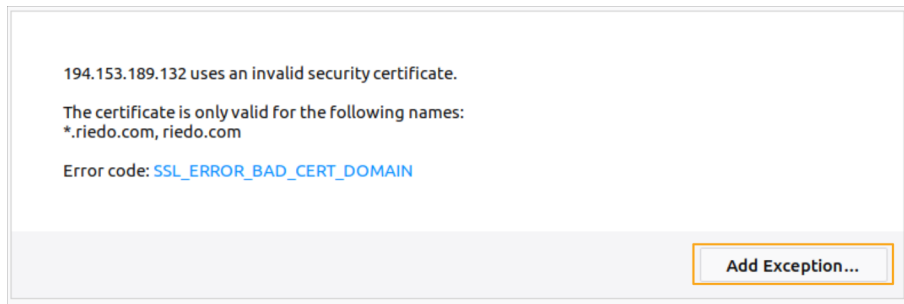 194.153.189.132 uses an invalid security certificate.
The certificate is only valid for the following names:
*.riedo.com, riedo.com
Error code: SSL_ERROR_BAD_CERT_DOMAIN
Add Exception...